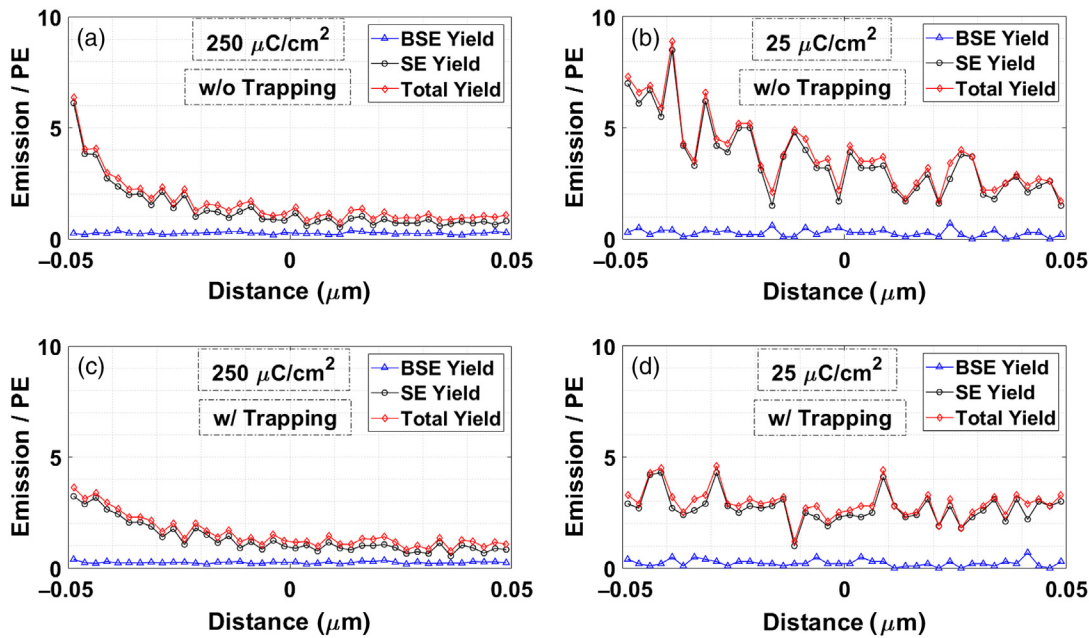 (a)
250 μC/cm²
w/o Trapping
BSE Yield
SE Yield
Total Yield
Emission / PE
10
5
0
−0.05
0
0.05
Distance (μm)
(b)
25 μC/cm²
w/o Trapping
BSE Yield
SE Yield
Total Yield
Emission / PE
10
5
0
−0.05
0
0.05
Distance (μm)
(c)
250 μC/cm²
w/ Trapping
BSE Yield
SE Yield
Total Yield
Emission / PE
10
5
0
-0.05
0
0.05
Distance (μm)
(d)
25 μC/cm²
w/ Trapping
BSE Yield
SE Yield
Total Yield
Emission / PE
10
5
0
−0.05
0
0.05
Distance (μm)